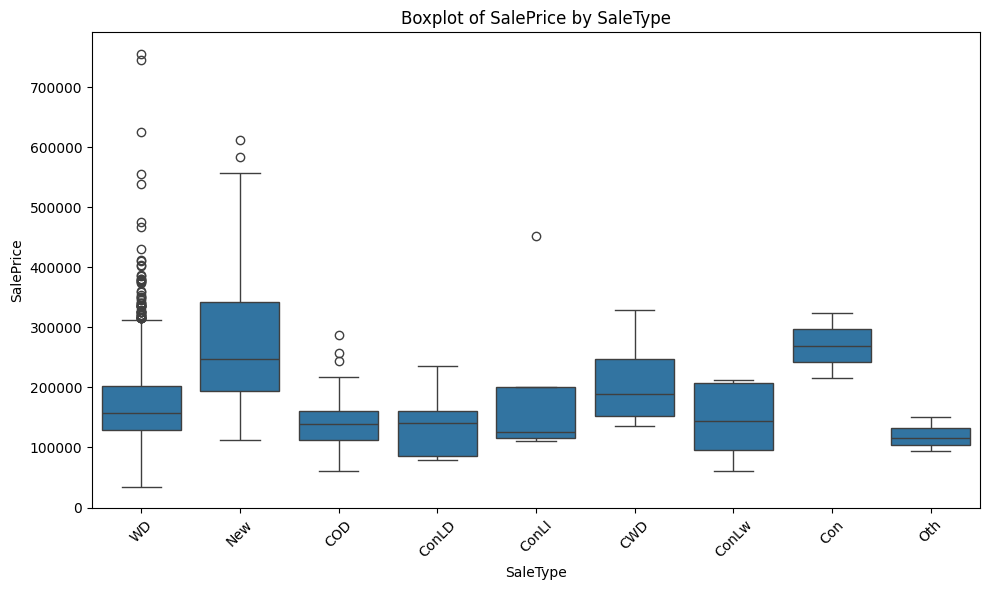 Boxplot of SalePrice by SaleType
SalePrice
700000
600000
500000
400000
300000
200000
100000
0
WD New COD ConLD ConLI CWD ConLw Con Oth
SaleType